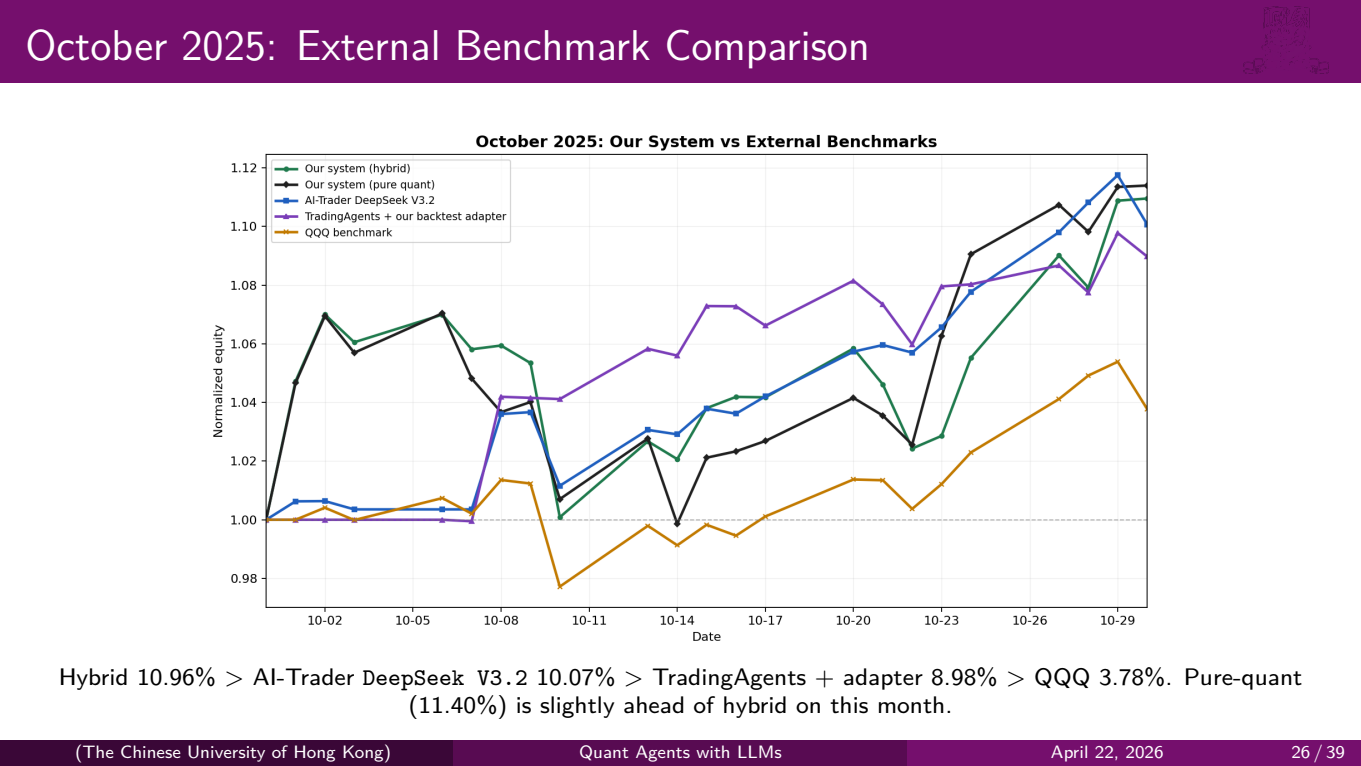 October 2025: External Benchmark Comparison
October 2025: Our System vs External Benchmarks
Our system (hybrid)
Our system (pure quant)
AI-Trader DeepSeek V3.2
TradingAgents + our backtest adapter
QQQ benchmark
Normalized equity
1.12
1.10
1.08
1.06
1.04
1.02
1.00
0.98
10-02 10-05 10-08 10-11 10-14 10-17 10-20 10-23 10-26 10-29
Date
Hybrid 10.96% > AI-Trader DeepSeek V3.2 10.07% > TradingAgents + adapter 8.98% > QQQ 3.78%. Pure-quant
(11.40%) is slightly ahead of hybrid on this month.
(The Chinese University of Hong Kong) Quant Agents with LLMs April 22, 2026 26 / 39